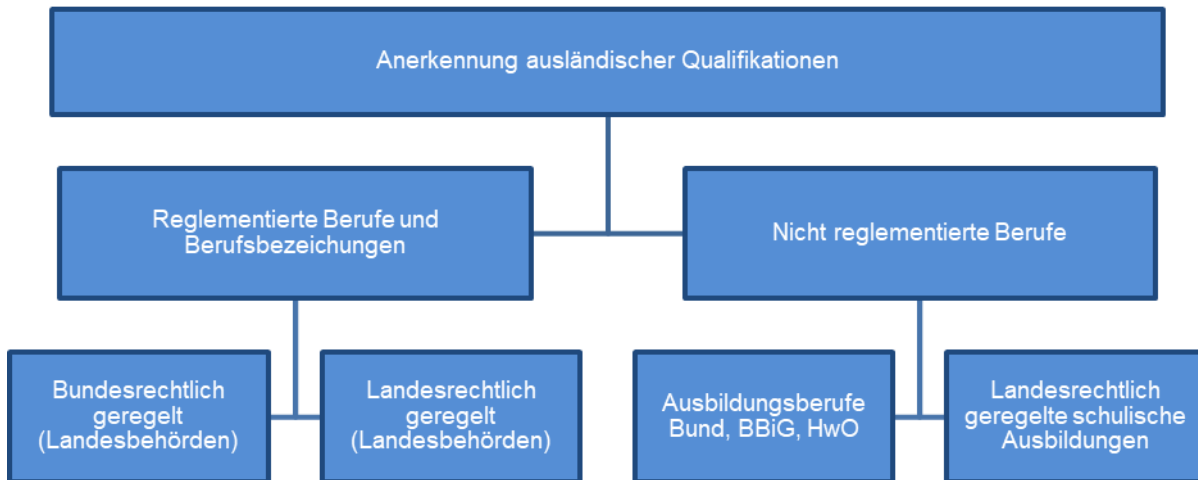 Anerkennung ausländischer Qualifikationen
Reglementierte Berufe und
Berufsbezeichungen
Nicht reglementierte Berufe
Bundesrechtlich
geregelt
(Landesbehörden)
Landesrechtlich
geregelt
(Landesbehörden)
Ausbildungsberufe
Bund, BBiG, HwO
Landesrechtlich
geregelte schulische
Ausbildungen